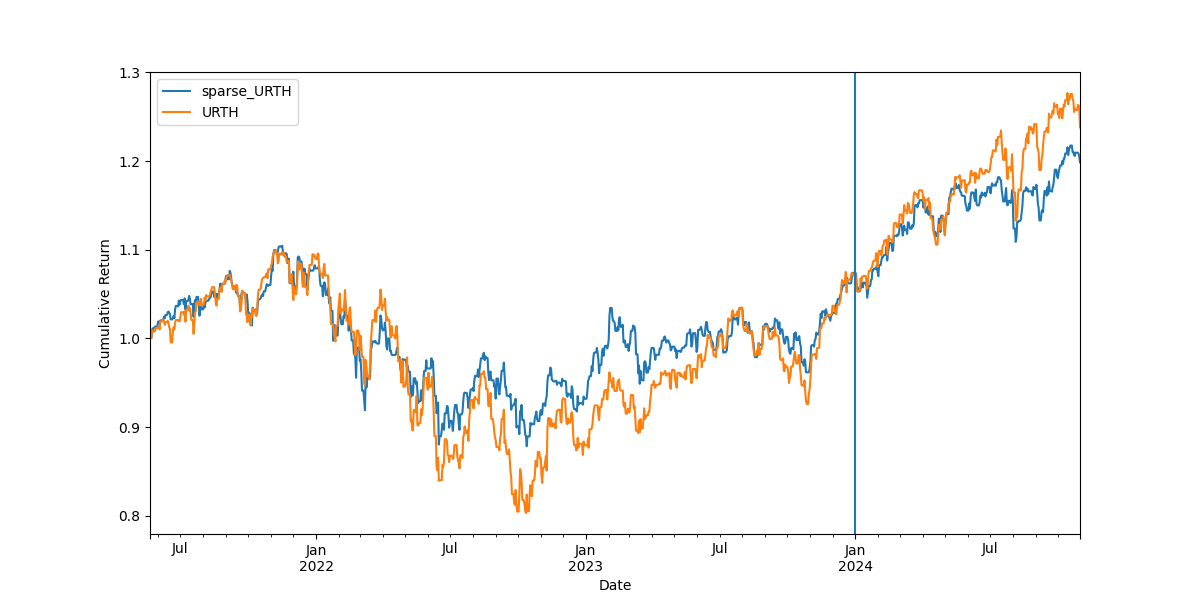 sparse_URTH
URTH
1.3
1.2
1.1
1.0
0.9
0.8
Cumulative Return
Jul
Jan
2022
Jul
Jan
2023
Jul
Jan
2024
Jul
Date